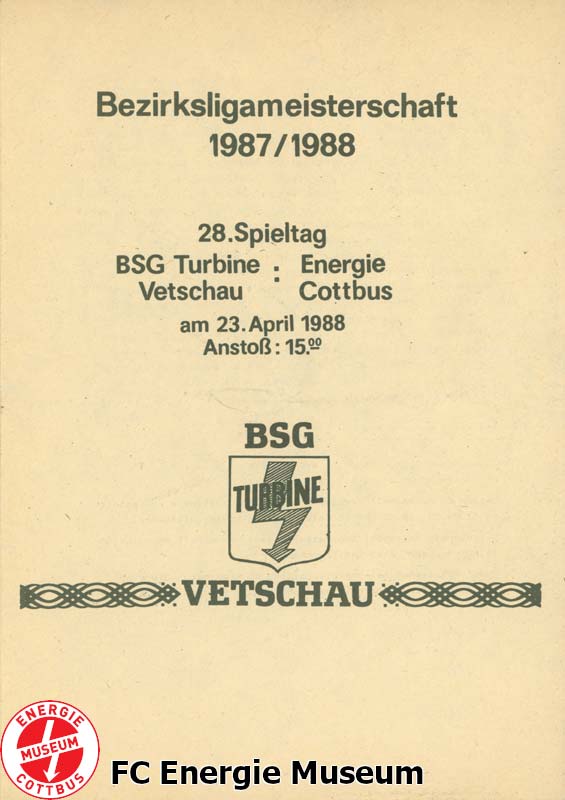 Bezirksligameisterschaft
1987/1988
28.Spieltag
BSG Turbine : Energie
Vetschau Cottbus
am 23.April 1988
Anstoß: 15.00
BSG
TURBINE
VETSCHAU
ENERGIE
MUSEUM
COTTBUS
FC Energie Museum